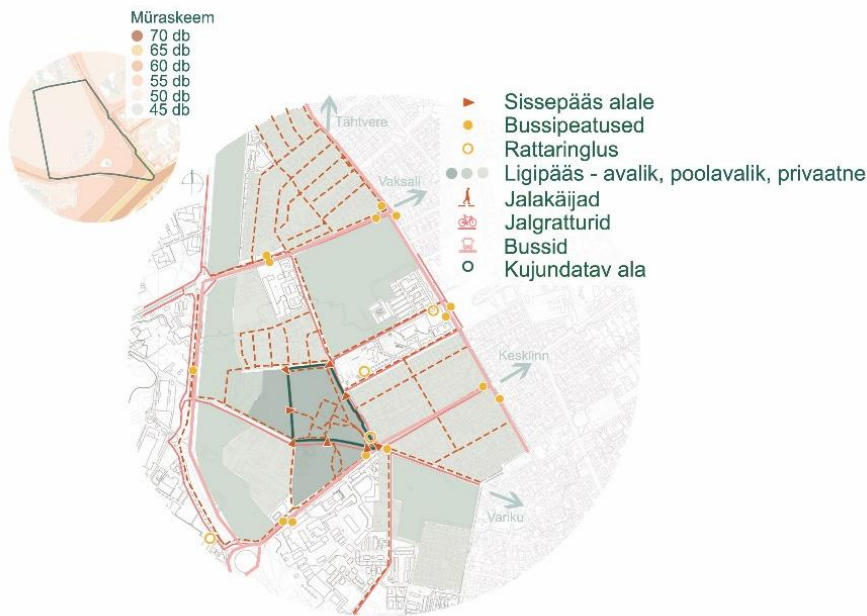 Müraskeem
70 db
65 db
60 db
55 db
50 db
45 db
Sissepääs alale
Bussipeatused
Rattaringlus
Ligipääs - avalik, poolavalik, privaatne
Jalakäijad
Jalgratturid
Bussid
Kujundatav ala
Tähtvere
Vaksali
Kesklinn
Variku